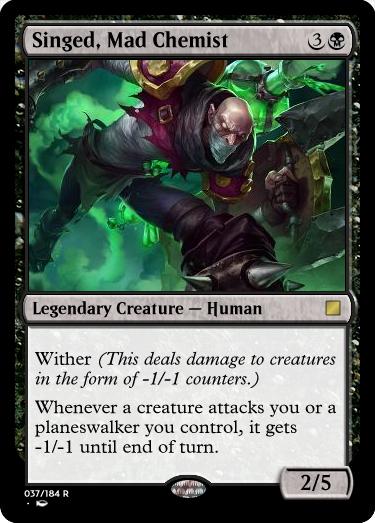 Singed, Mad Chemist 3
Legendary Creature — Human
Wither (This deals damage to creatures
in the form of -1/-1 counters.)
Whenever a creature attacks you or a
planeswalker you control, it gets
-1/-1 until end of turn.
2/5
037/184 R